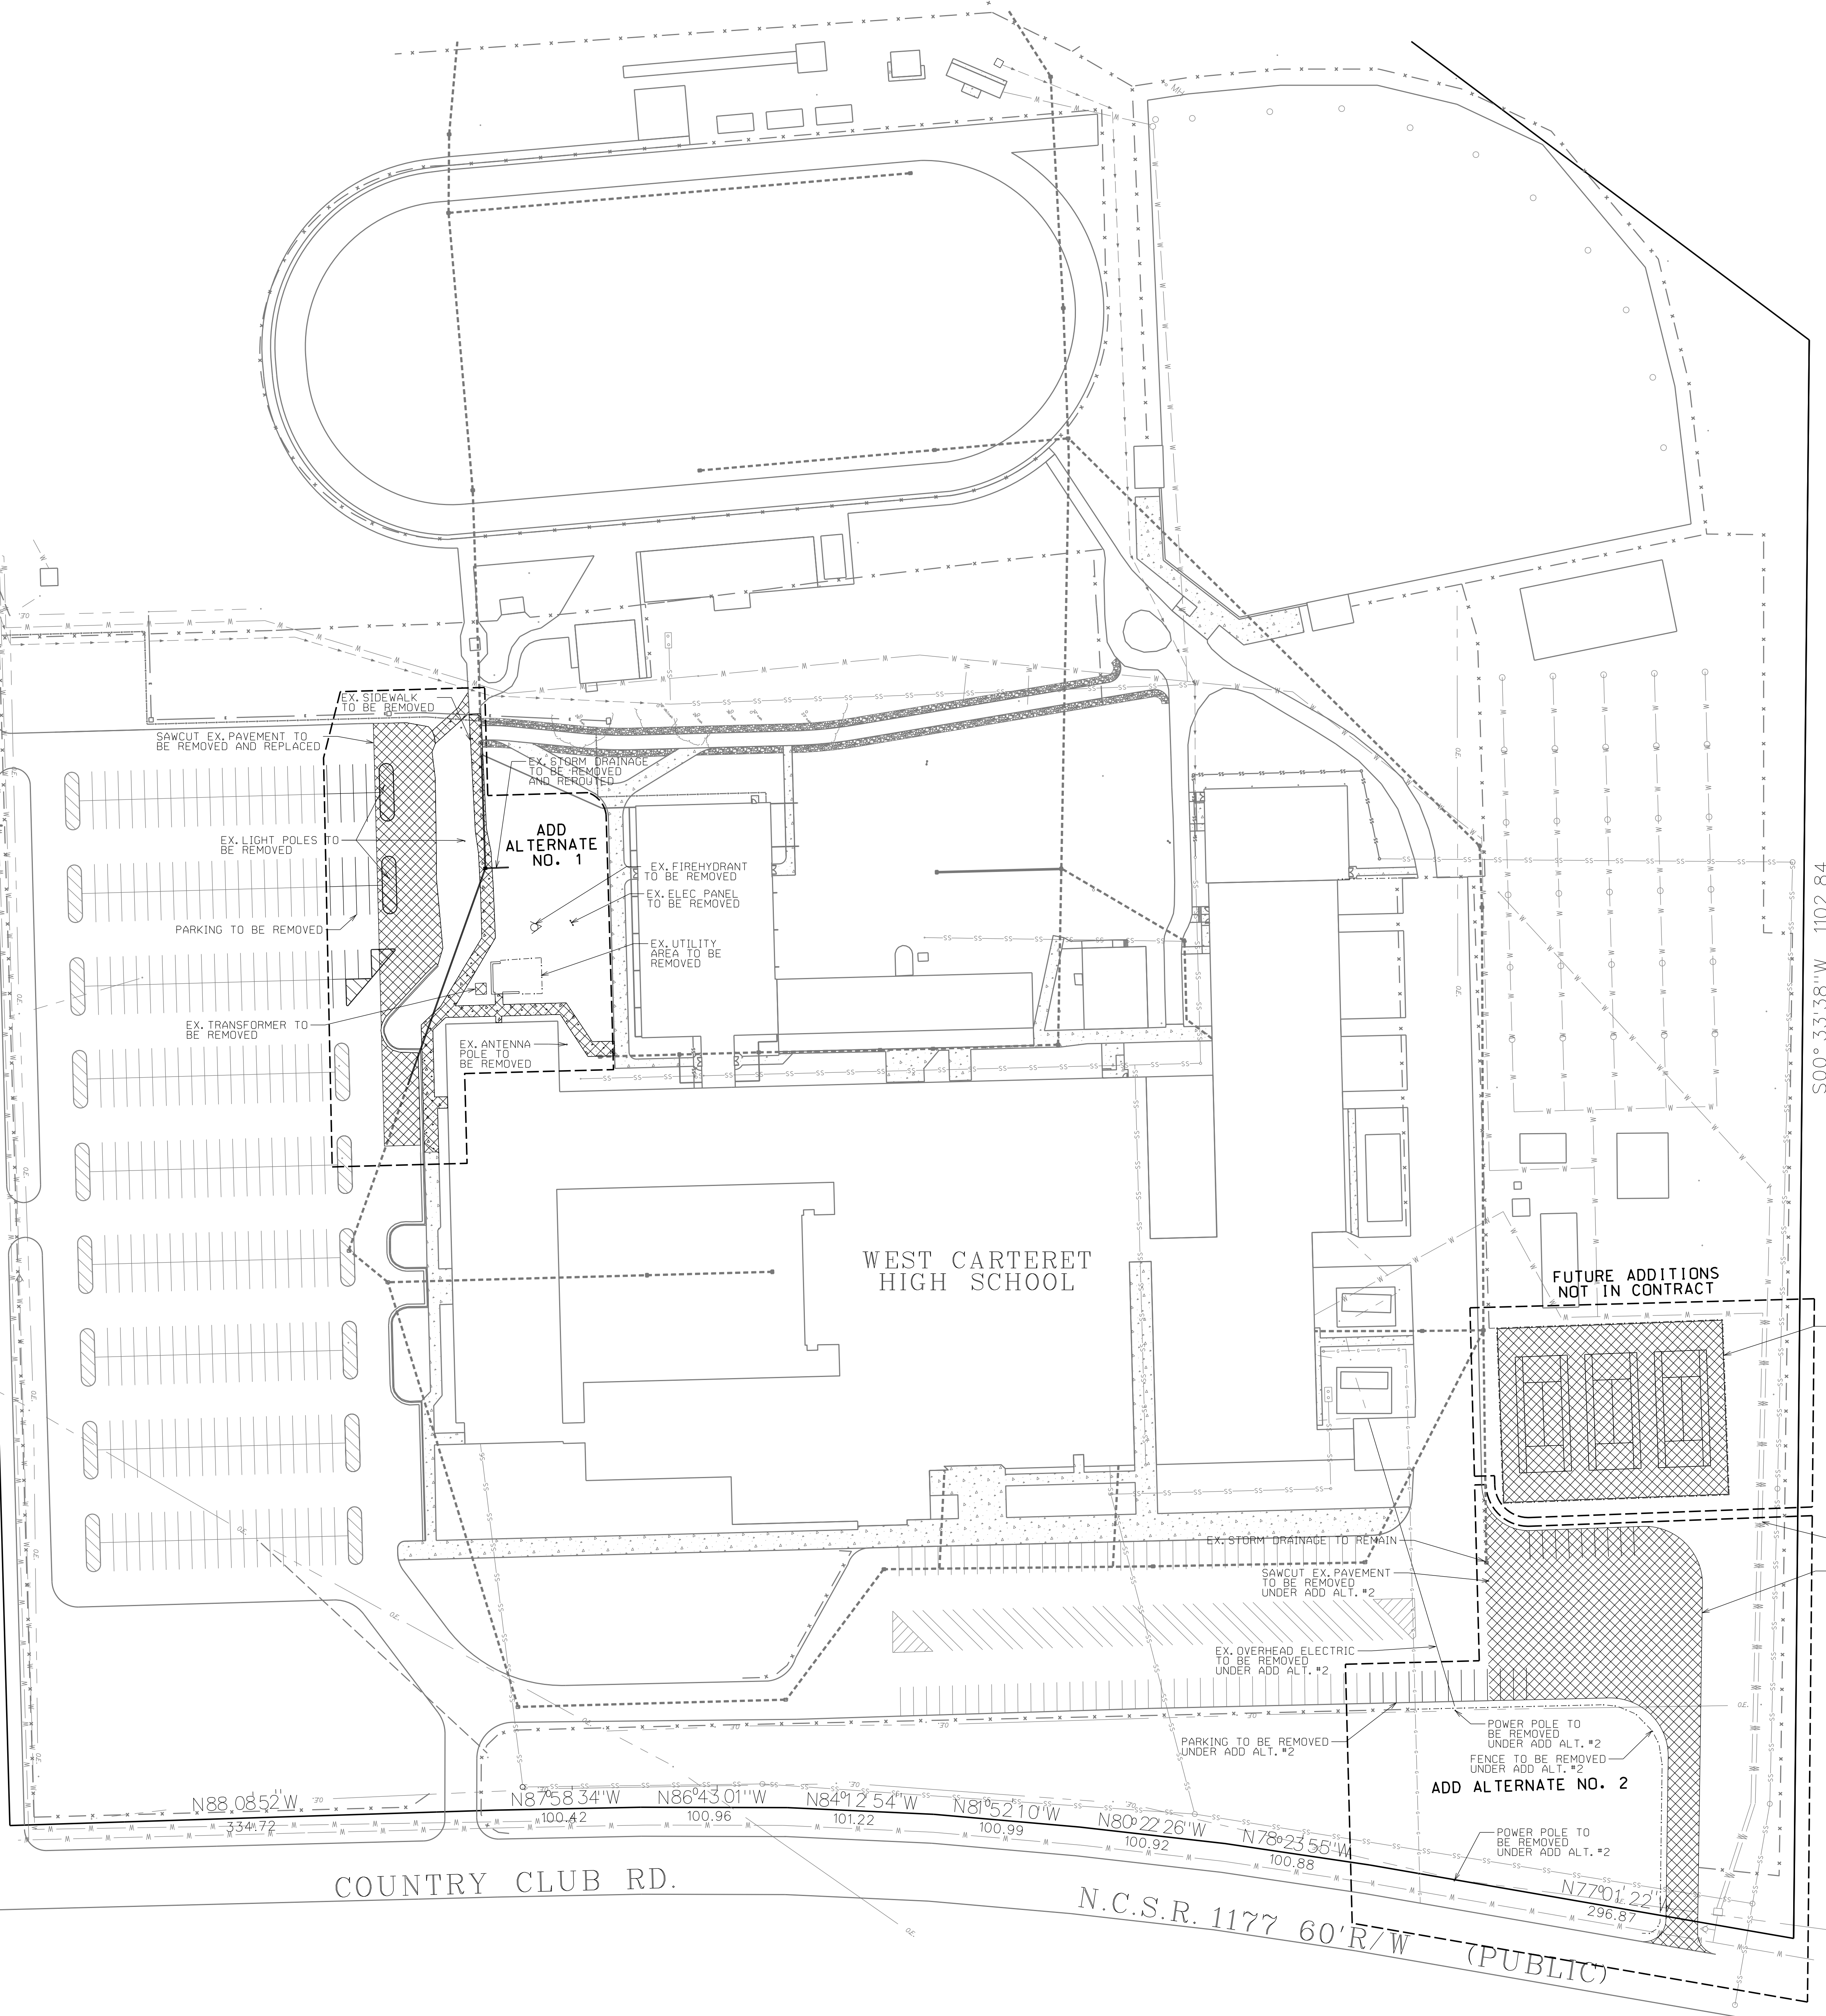 MH
EX. SIDEWALK
TO BE REMOVED
SAWCUT EX. PAVEMENT TO
BE REMOVED AND REPLACED
EX. STORM DRAINAGE
TO BE REMOVED
AND REROUTED
ADD
ALTERNATE
NO. 1
EX. LIGHT POLES TO
BE REMOVED
EX. FIREHYDRANT
TO BE REMOVED
EX. ELEC PANEL
TO BE REMOVED
PARKING TO BE REMOVED
EX. UTILITY
AREA TO BE
REMOVED
EX. TRANSFORMER TO
BE REMOVED
EX. ANTENNA
POLE TO
BE REMOVED
S00° 33'38"W 1102.84
WEST CARTERET
HIGH SCHOOL
FUTURE ADDITIONS
NOT IN CONTRACT
EX. STORM DRAINAGE TO REMAIN
SAWCUT EX. PAVEMENT
TO BE REMOVED
UNDER ADD ALT. #2
EX. OVERHEAD ELECTRIC
TO BE REMOVED
UNDER ADD ALT. #2
POWER POLE TO
BE REMOVED
UNDER ADD ALT. #2
PARKING TO BE REMOVED
UNDER ADD ALT. #2
FENCE TO BE REMOVED
UNDER ADD ALT. #2
ADD ALTERNATE NO. 2
POWER POLE TO
BE REMOVED
UNDER ADD ALT. #2
N88°08'52"W
334.72
N87°58'34"W
100.42
N86°43'01"W
100.96
N84°12'54"W
101.22
N81°52'10"W
100.99
N80°22'26"W
100.92
N78°23'55"W
100.88
N77°01'22"W
296.87
COUNTRY CLUB RD.
N.C.S.R. 1177 60'R/W (PUBLIC)